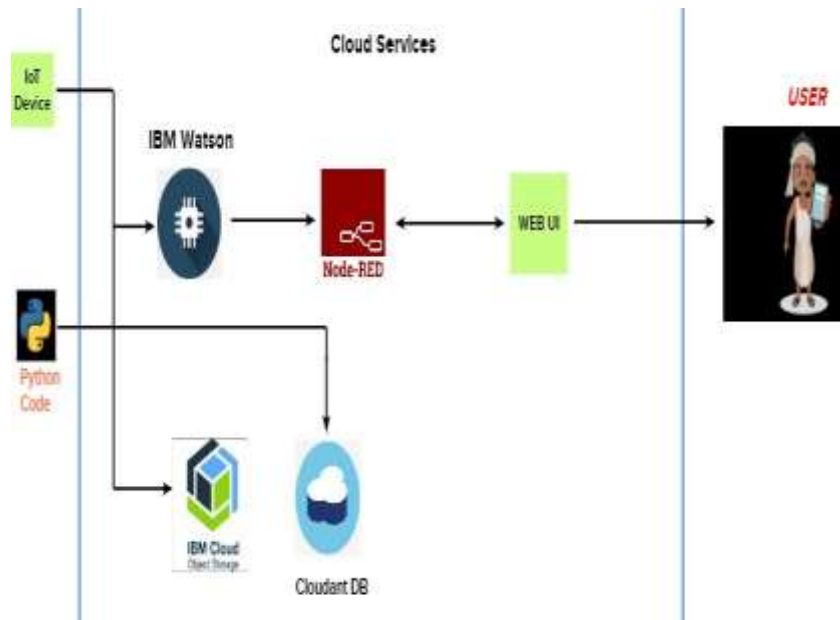 Cloud Services
IoT
Device
USER
IBM Watson
WEB UI
Node-RED
Python
Code
IBM Cloud
Object Storage
Cloudant DB